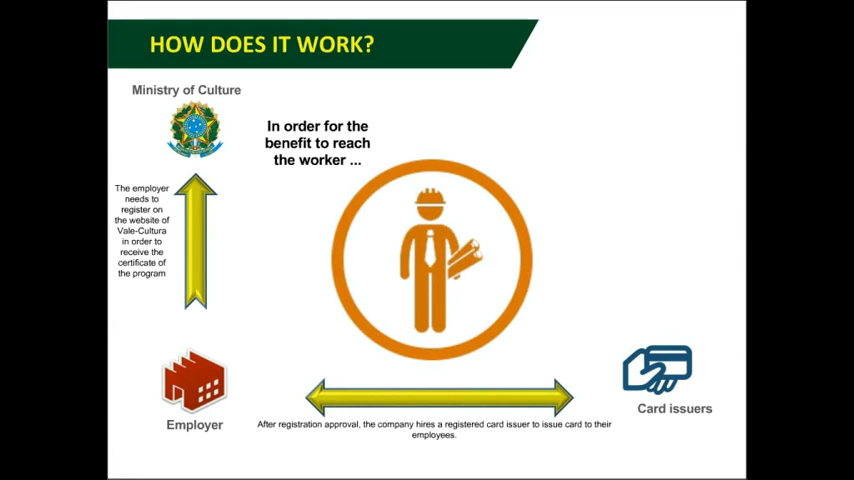 HOW DOES IT WORK?
Ministry of Culture
In order for the
benefit to reach
the worker ...
The employer
needs to
register on
the website of
Vale-Cultura
in order to
receive the
certificate of
the program
Employer
After registration approval, the company hires a registered card issuer to issue card to their
employees.
Card issuers